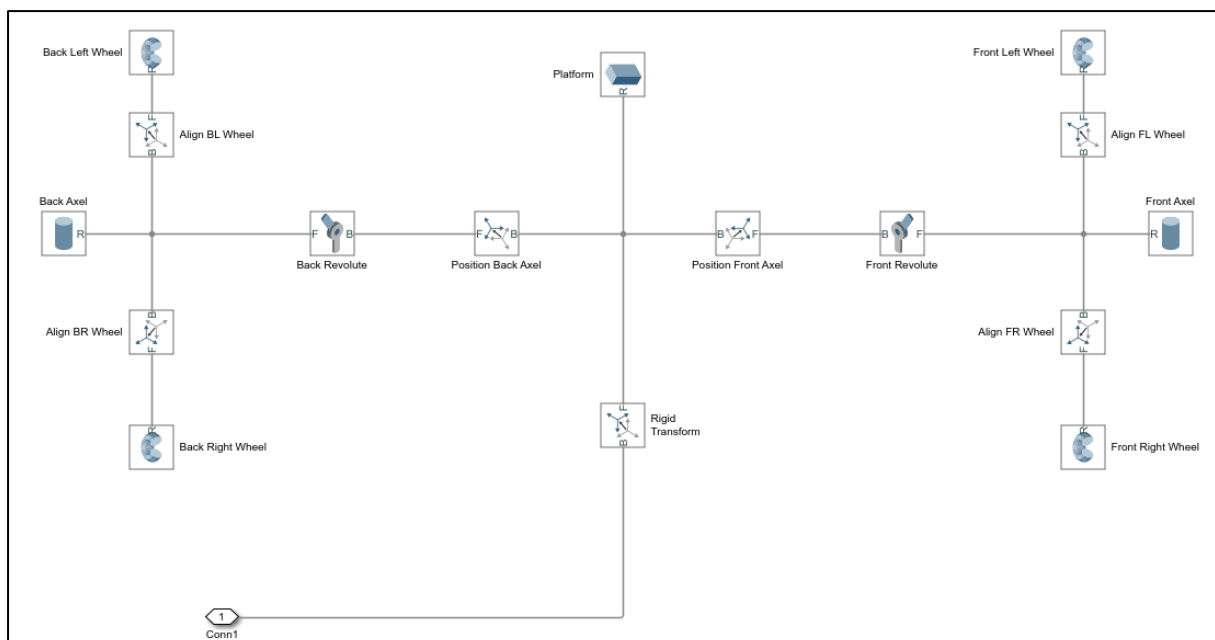 Back Left Wheel
R
Platform
R
Front Left Wheel
R
F
Align BL Wheel
B
F
Align FL Wheel
B
Back Axel
R
F
B
Back Revolute
F
B
Position Back Axel
B
F
Position Front Axel
B
F
Front Revolute
Front Axel
R
B
Align BR Wheel
F
B
Align FR Wheel
F
F
Rigid
Transform
B
R
Back Right Wheel
R
Front Right Wheel
1
Conn1